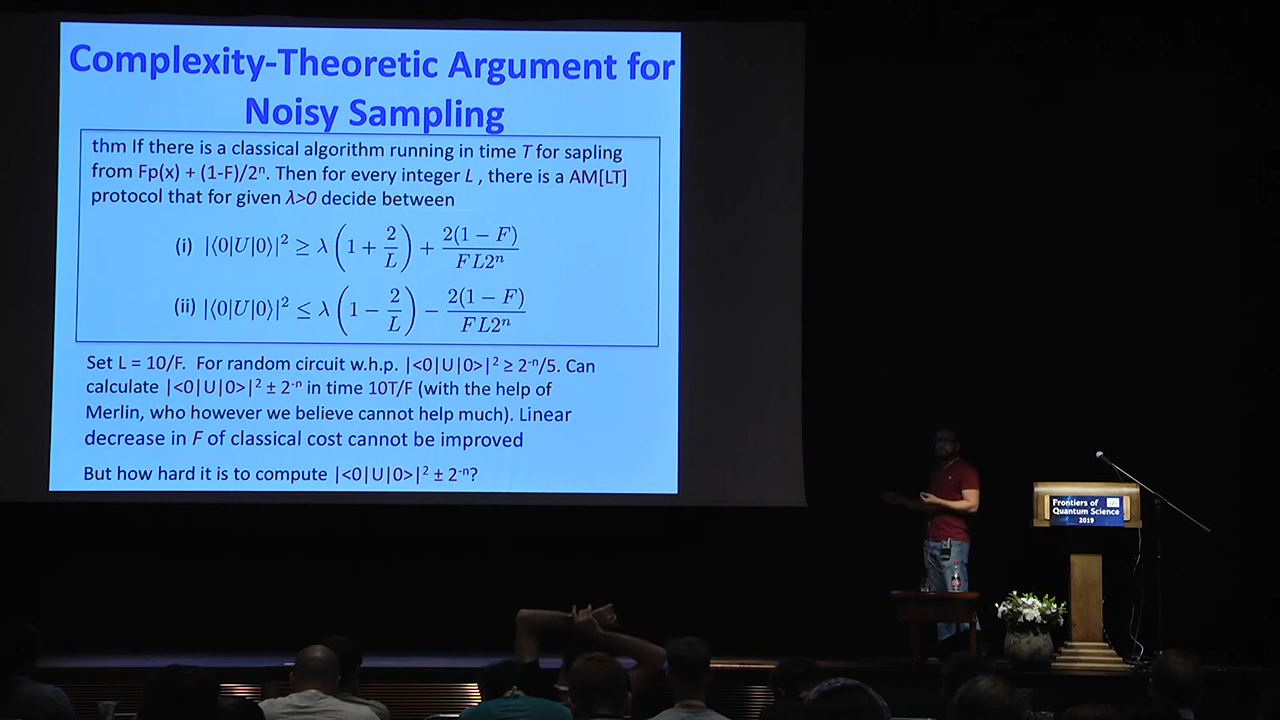 Complexity-Theoretic Argument for
Noisy Sampling
thm If there is a classical algorithm running in time T for sapling
from Fp(x) + (1-F)/2ⁿ. Then for every integer L , there is a AM[LT]
protocol that for given λ>0 decide between
(i) |⟨0|U|0⟩|² ≥ λ (1 + 2/L) + 2(1 − F)/FL2ⁿ
(ii) |⟨0|U|0⟩|² ≤ λ (1 − 2/L) − 2(1 − F)/FL2ⁿ
Set L = 10/F. For random circuit w.h.p. |<0|U|0>|² ≥ 2⁻ⁿ/5. Can
calculate |<0|U|0>|² ± 2⁻ⁿ in time 10T/F (with the help of
Merlin, who however we believe cannot help much). Linear
decrease in F of classical cost cannot be improved
But how hard it is to compute |<0|U|0>|² ± 2⁻ⁿ?
Frontiers of
Quantum Science
2019